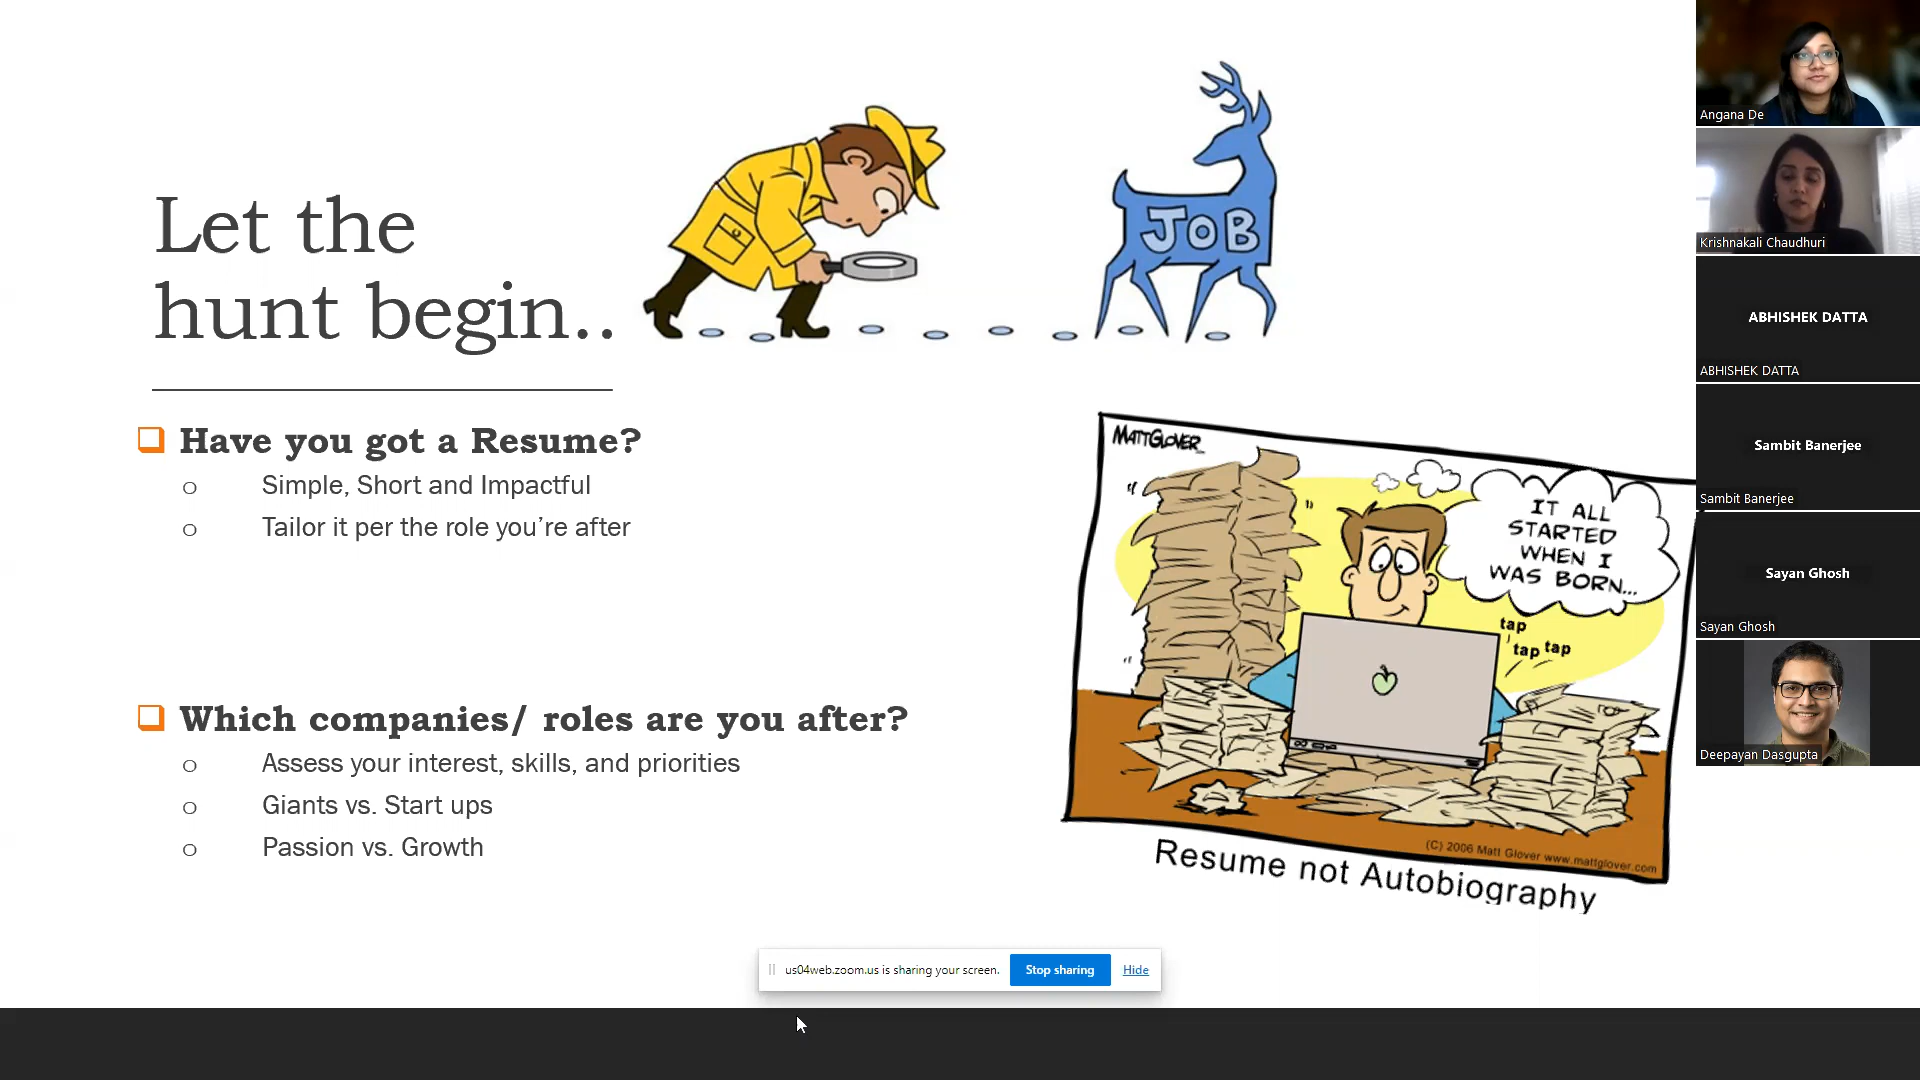 Let the
hunt begin..
JOB
Have you got a Resume?
o Simple, Short and Impactful
o Tailor it per the role you’re after
Which companies/ roles are you after?
o Assess your interest, skills, and priorities
o Giants vs. Start ups
o Passion vs. Growth
MATTGLOVER
IT ALL
STARTED
WHEN I
WAS BORN...
tap
tap tap
(C) 2006 Matt Glover www.mattglover.com
Resume not Autobiography
us04web.zoom.us is sharing your screen.
Stop sharing
Hide
Angana De
Krishnakali Chaudhuri
ABHISHEK DATTA
ABHISHEK DATTA
Sambit Banerjee
Sambit Banerjee
Sayan Ghosh
Sayan Ghosh
Deepayan Dasgupta